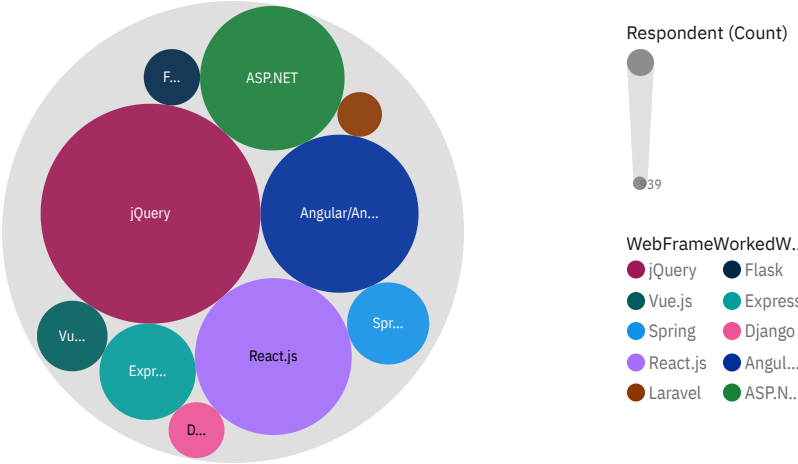 F...
ASP.NET
jQuery
Angular/An...
Vu...
Expr...
React.js
Spr...
D...
Respondent (Count)
939
WebFrameWorkedW..
jQuery
Flask
Vue.js
Express
Spring
Django
React.js
Angul...
Laravel
ASP.N...